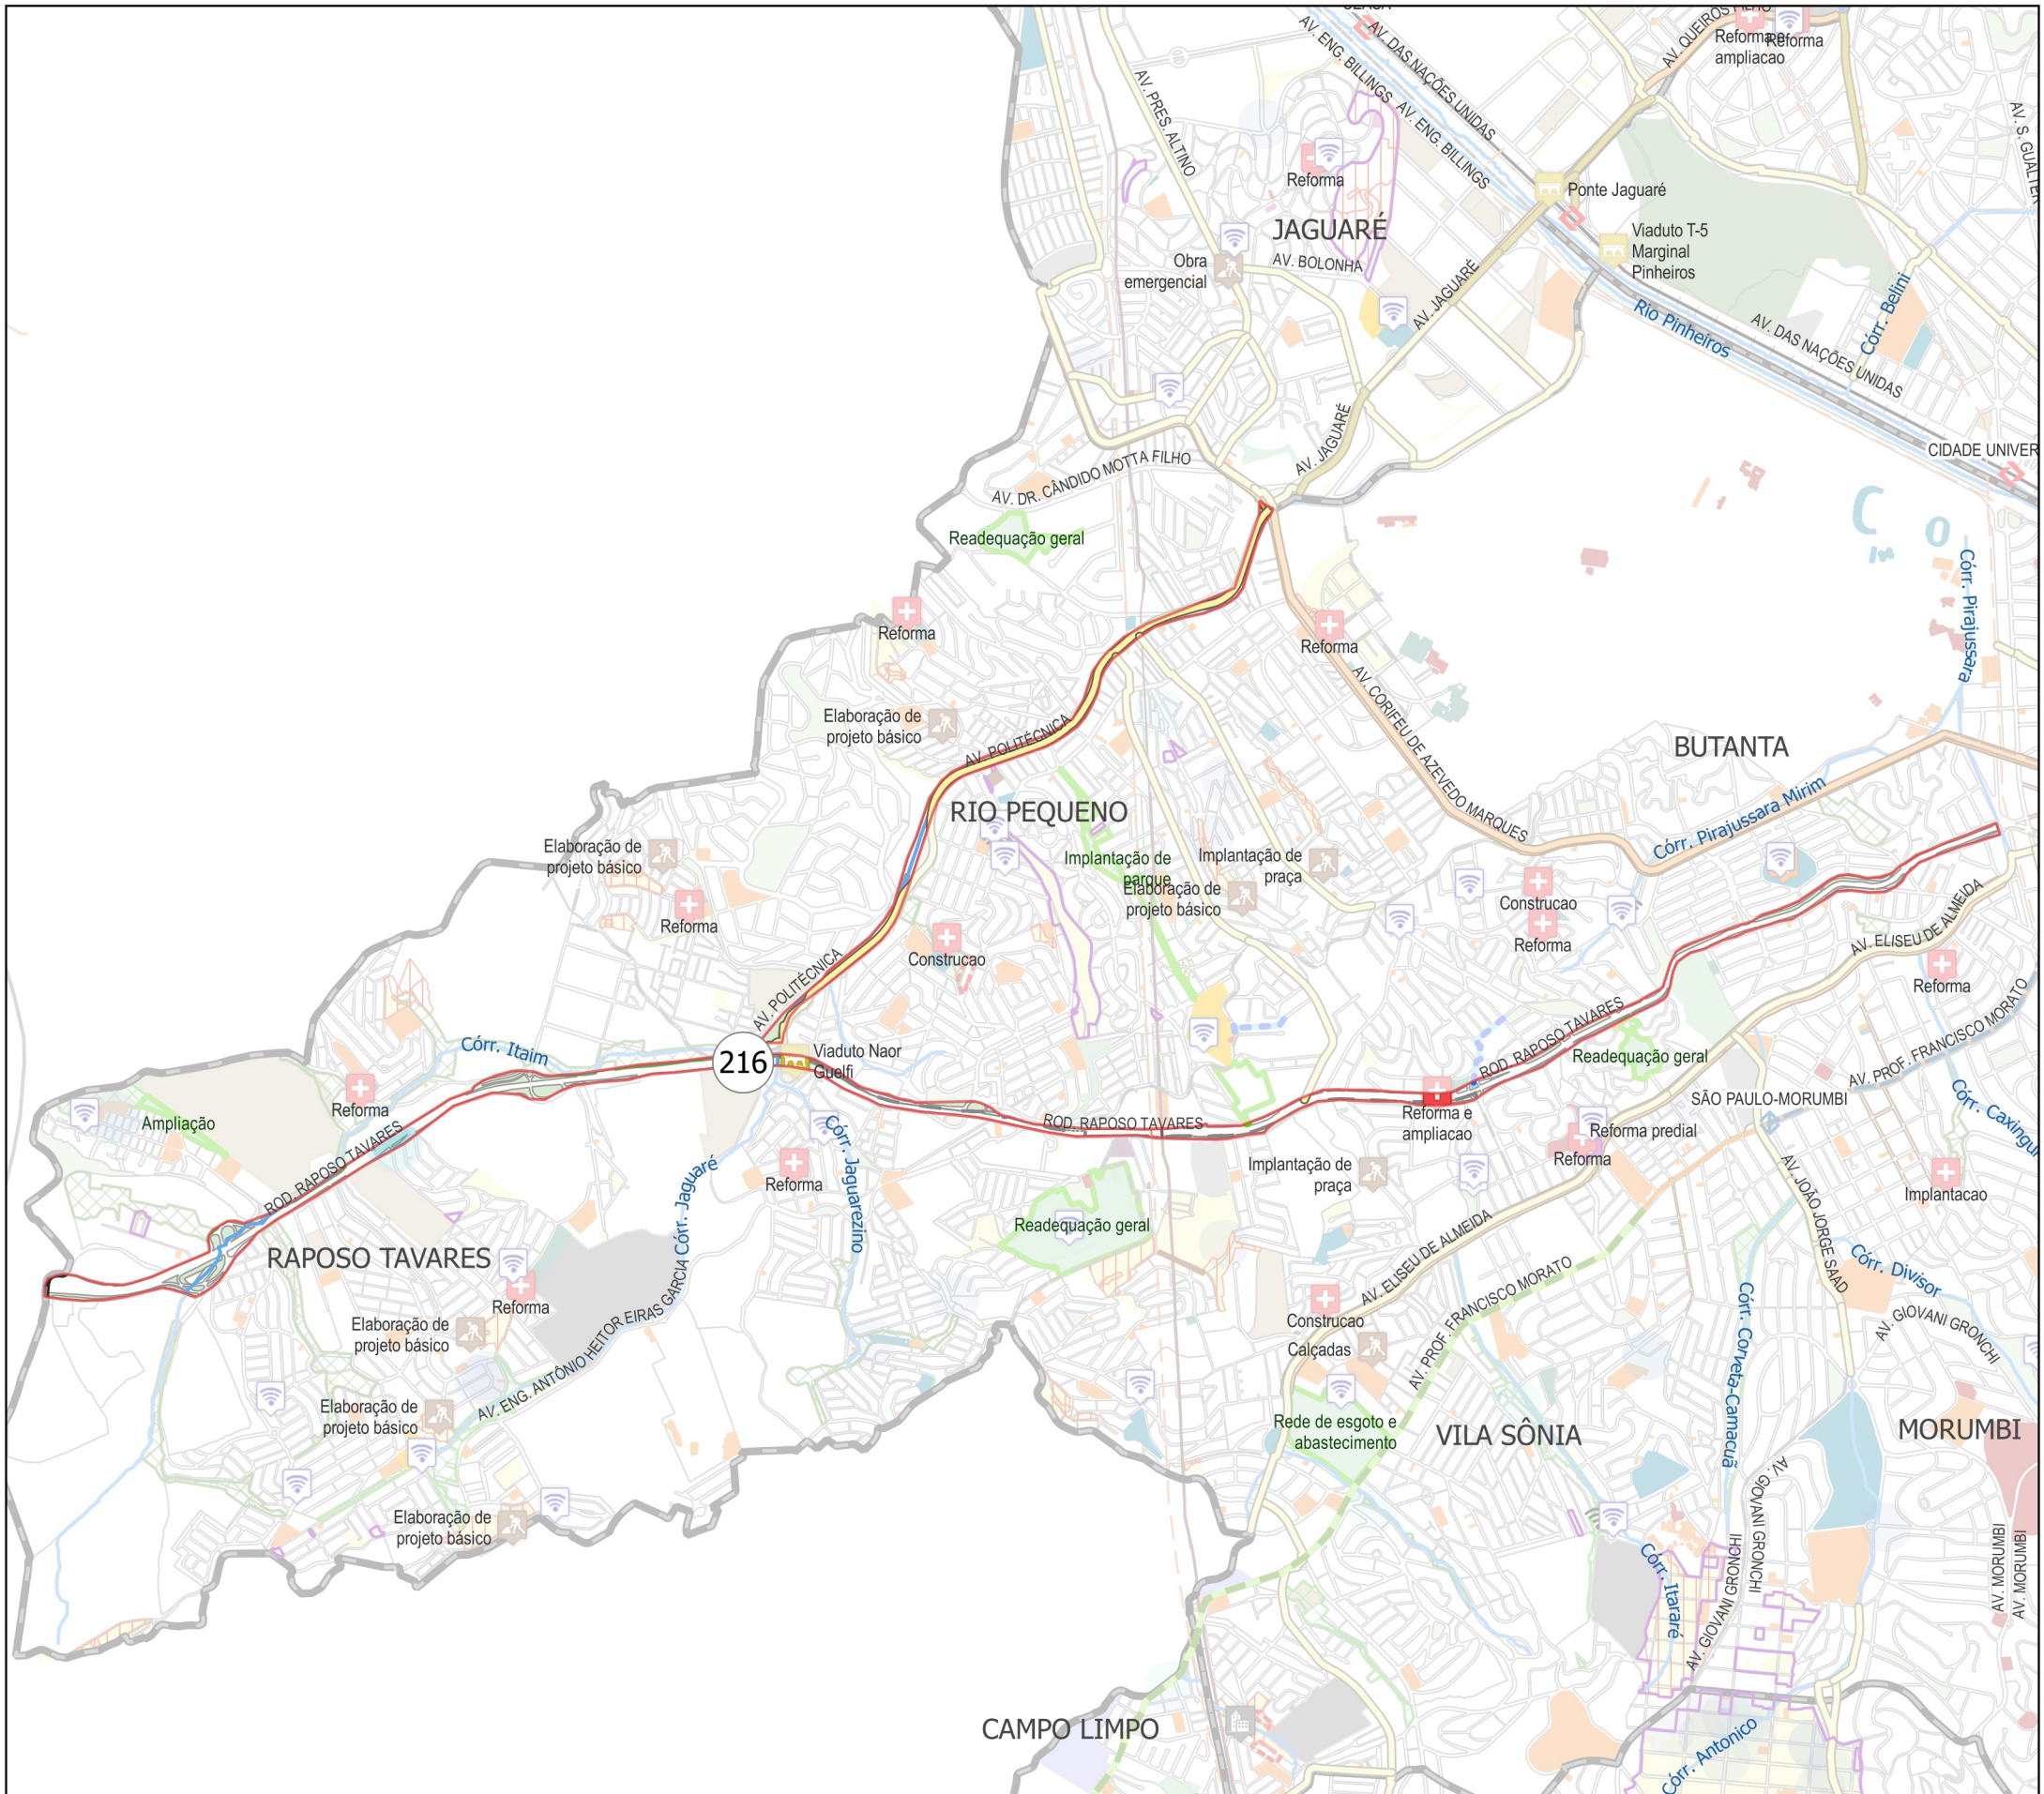 AV. QUEIROS FILHO
Reforma e
ampliacao
Reforma
AV. DAS NAÇÕES UNIDAS
AV. ENG. BILLINGS
AV. ENG. BILLINGS
AV. PRES. ALTINO
Reforma
Ponte Jaguaré
JAGUARÉ
Viaduto T-5
Marginal
Pinheiros
Obra
emergencial
AV. BOLONHA
AV. JAGUARÉ
Rio Pinheiros
Córr. Belini
AV. DAS NAÇÕES UNIDAS
AV. JAGUARÉ
CIDADE UNIVER
AV. DR. CÂNDIDO MOTTA FILHO
C
o
Readequação geral
Córr. Pirajussara
Reforma
Reforma
AV. CORIFEU DE AZEVEDO MARQUES
Elaboração de
projeto básico
AV. POLITÉCNICA
BUTANTA
RIO PEQUENO
Córr. Pirajussara Mirim
Elaboração de
projeto básico
Implantação de
parque
Implantação de
praça
Elaboração de
projeto básico
Construcao
Reforma
Reforma
AV. ELISEU DE ALMEIDA
Construcao
Reforma
AV. POLITÉCNICA
ROD. RAPOSO TAVARES
AV. PROF. FRANCISCO MORATO
Córr. Itaim
216
Viaduto Naor
Guelfi
Readequação geral
Reforma
Ampliação
ROD. RAPOSO TAVARES
ROD. RAPOSO TAVARES
Reforma e
ampliacao
SÃO PAULO-MORUMBI
Reforma predial
Reforma
Córr. Caxingui
Córr. Jaguarezino
Córr. Jaguaré
Reforma
Implantação de
praça
Implantacao
AV. JOÃO JORGE SAAD
Readequação geral
RAPOSO TAVARES
AV. ELISEU DE ALMEIDA
Córr. Divisor
Reforma
AV. PROF. FRANCISCO MORATO
Construcao
Calçadas
Córr. Corveta-Camacuã
AV. GIOVANI GRONCHI
Elaboração de
projeto básico
AV. ENG. ANTÔNIO HEITOR EIRAS GARCIA
Elaboração de
projeto básico
Rede de esgoto e
abastecimento
VILA SÔNIA
MORUMBI
AV. GIOVANI GRONCHI
Elaboração de
projeto básico
Córr. Itararé
AV. GIOVANI GRONCHI
AV. MORUMBI
AV. MORUMBI
CAMPO LIMPO
Córr. Antonico